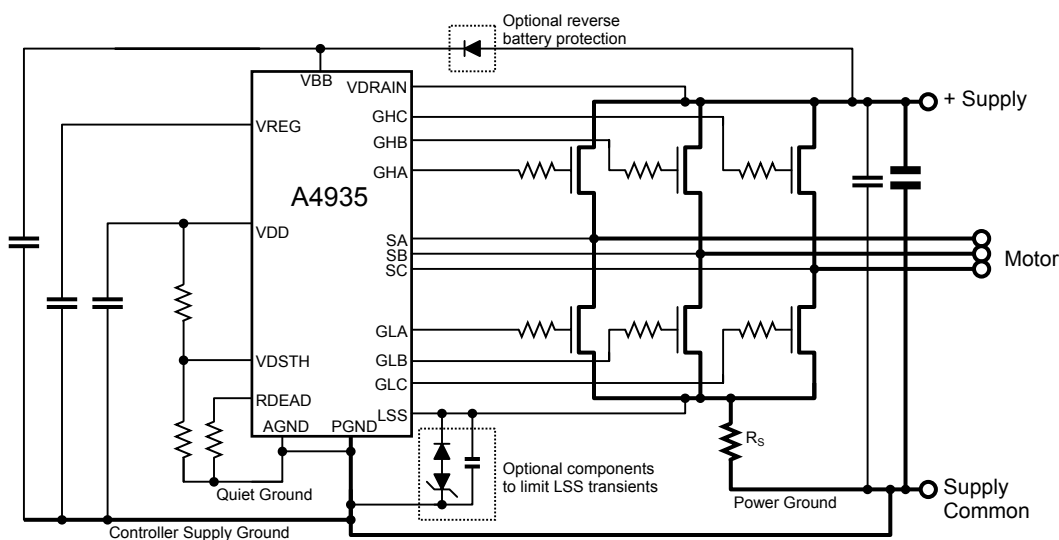 Optional reverse
battery protection
VBB
VDRAIN
+ Supply
GHC
VREG
GHB
GHA
A4935
VDD
SA
SB
SC
Motor
GLA
VDSTH
GLB
GLC
RDEAD
LSS
AGND
PGND
RS
Optional components
to limit LSS transients
Quiet Ground
Power Ground
Supply
Common
Controller Supply Ground